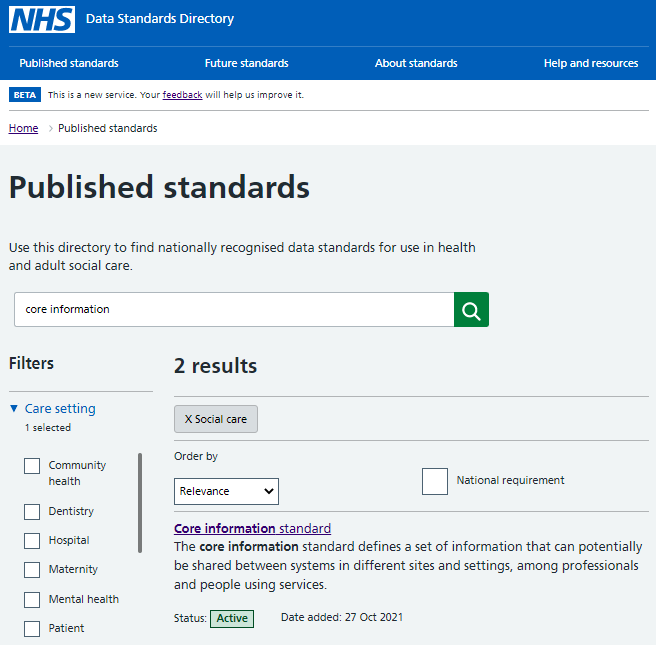 NHS Data Standards Directory
Published standards Future standards About standards Help and resources
BETA This is a new service. Your feedback will help us improve it.
Home > Published standards
Published standards
Use this directory to find nationally recognised data standards for use in health
and adult social care.
core information
Filters
Care setting
1 selected
Community
health
Dentistry
Hospital
Maternity
Mental health
Patient
2 results
X Social care
Order by
Relevance
National requirement
Core information standard
The core information standard defines a set of information that can potentially
be shared between systems in different sites and settings, among professionals
and people using services.
Status: Active Date added: 27 Oct 2021